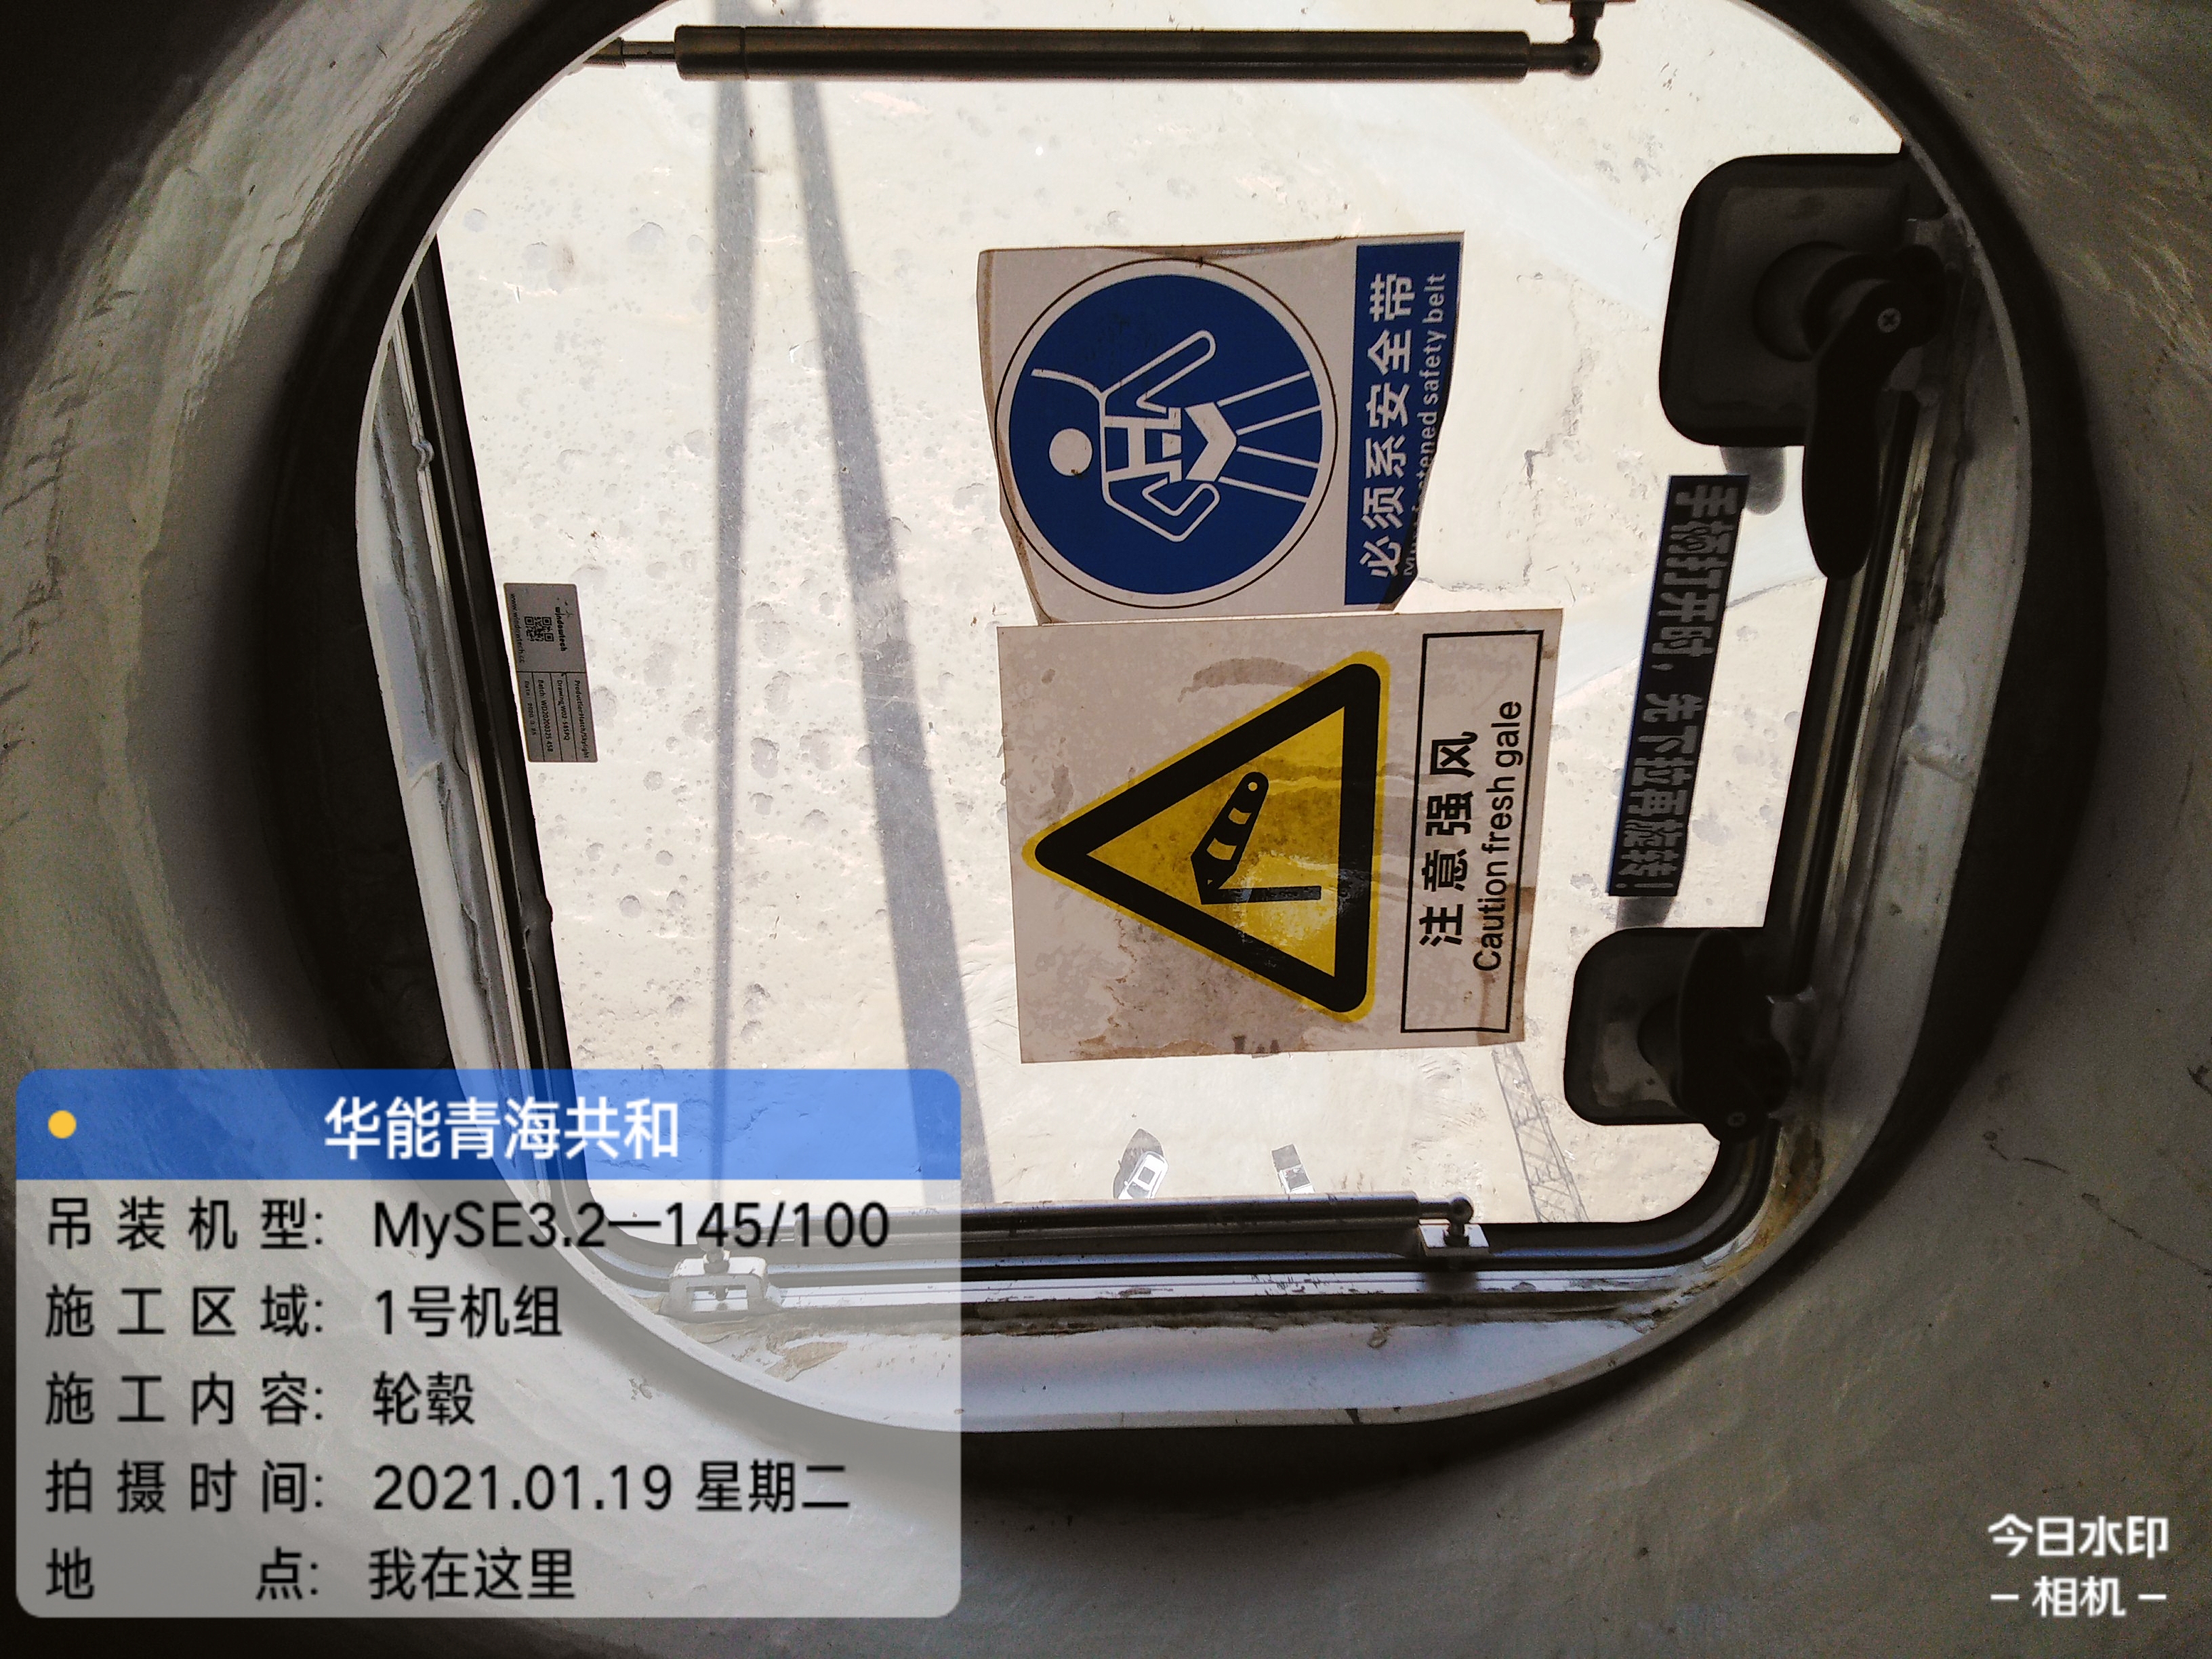 必须系安全带
safety belt
注意强风
Caution fresh gale
手柄打开时，先下拉再旋转！
华能青海共和
吊装机型: MySE3.2—145/100
施工区域: 1号机组
施工内容: 轮毂
拍摄时间: 2021.01.19 星期二
地点: 我在这里
今日水印
– 相机 –